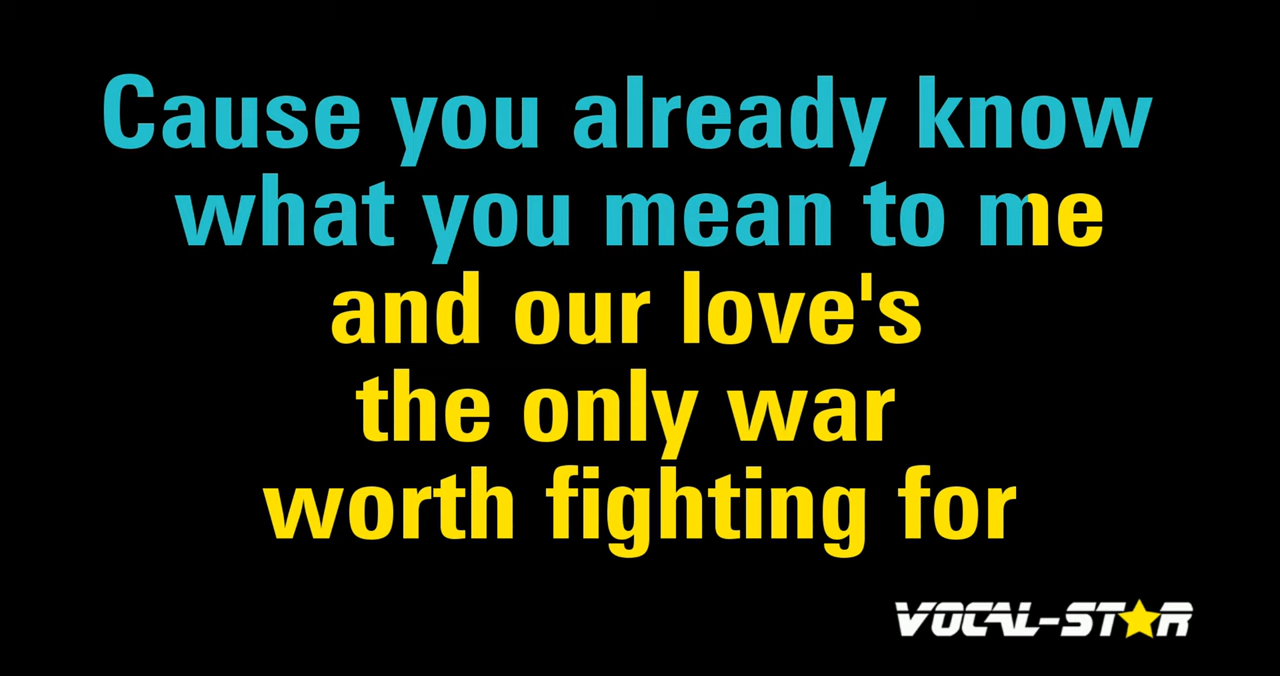 Cause you already know
what you mean to me
and our love's
the only war
worth fighting for
VOCAL-STAR